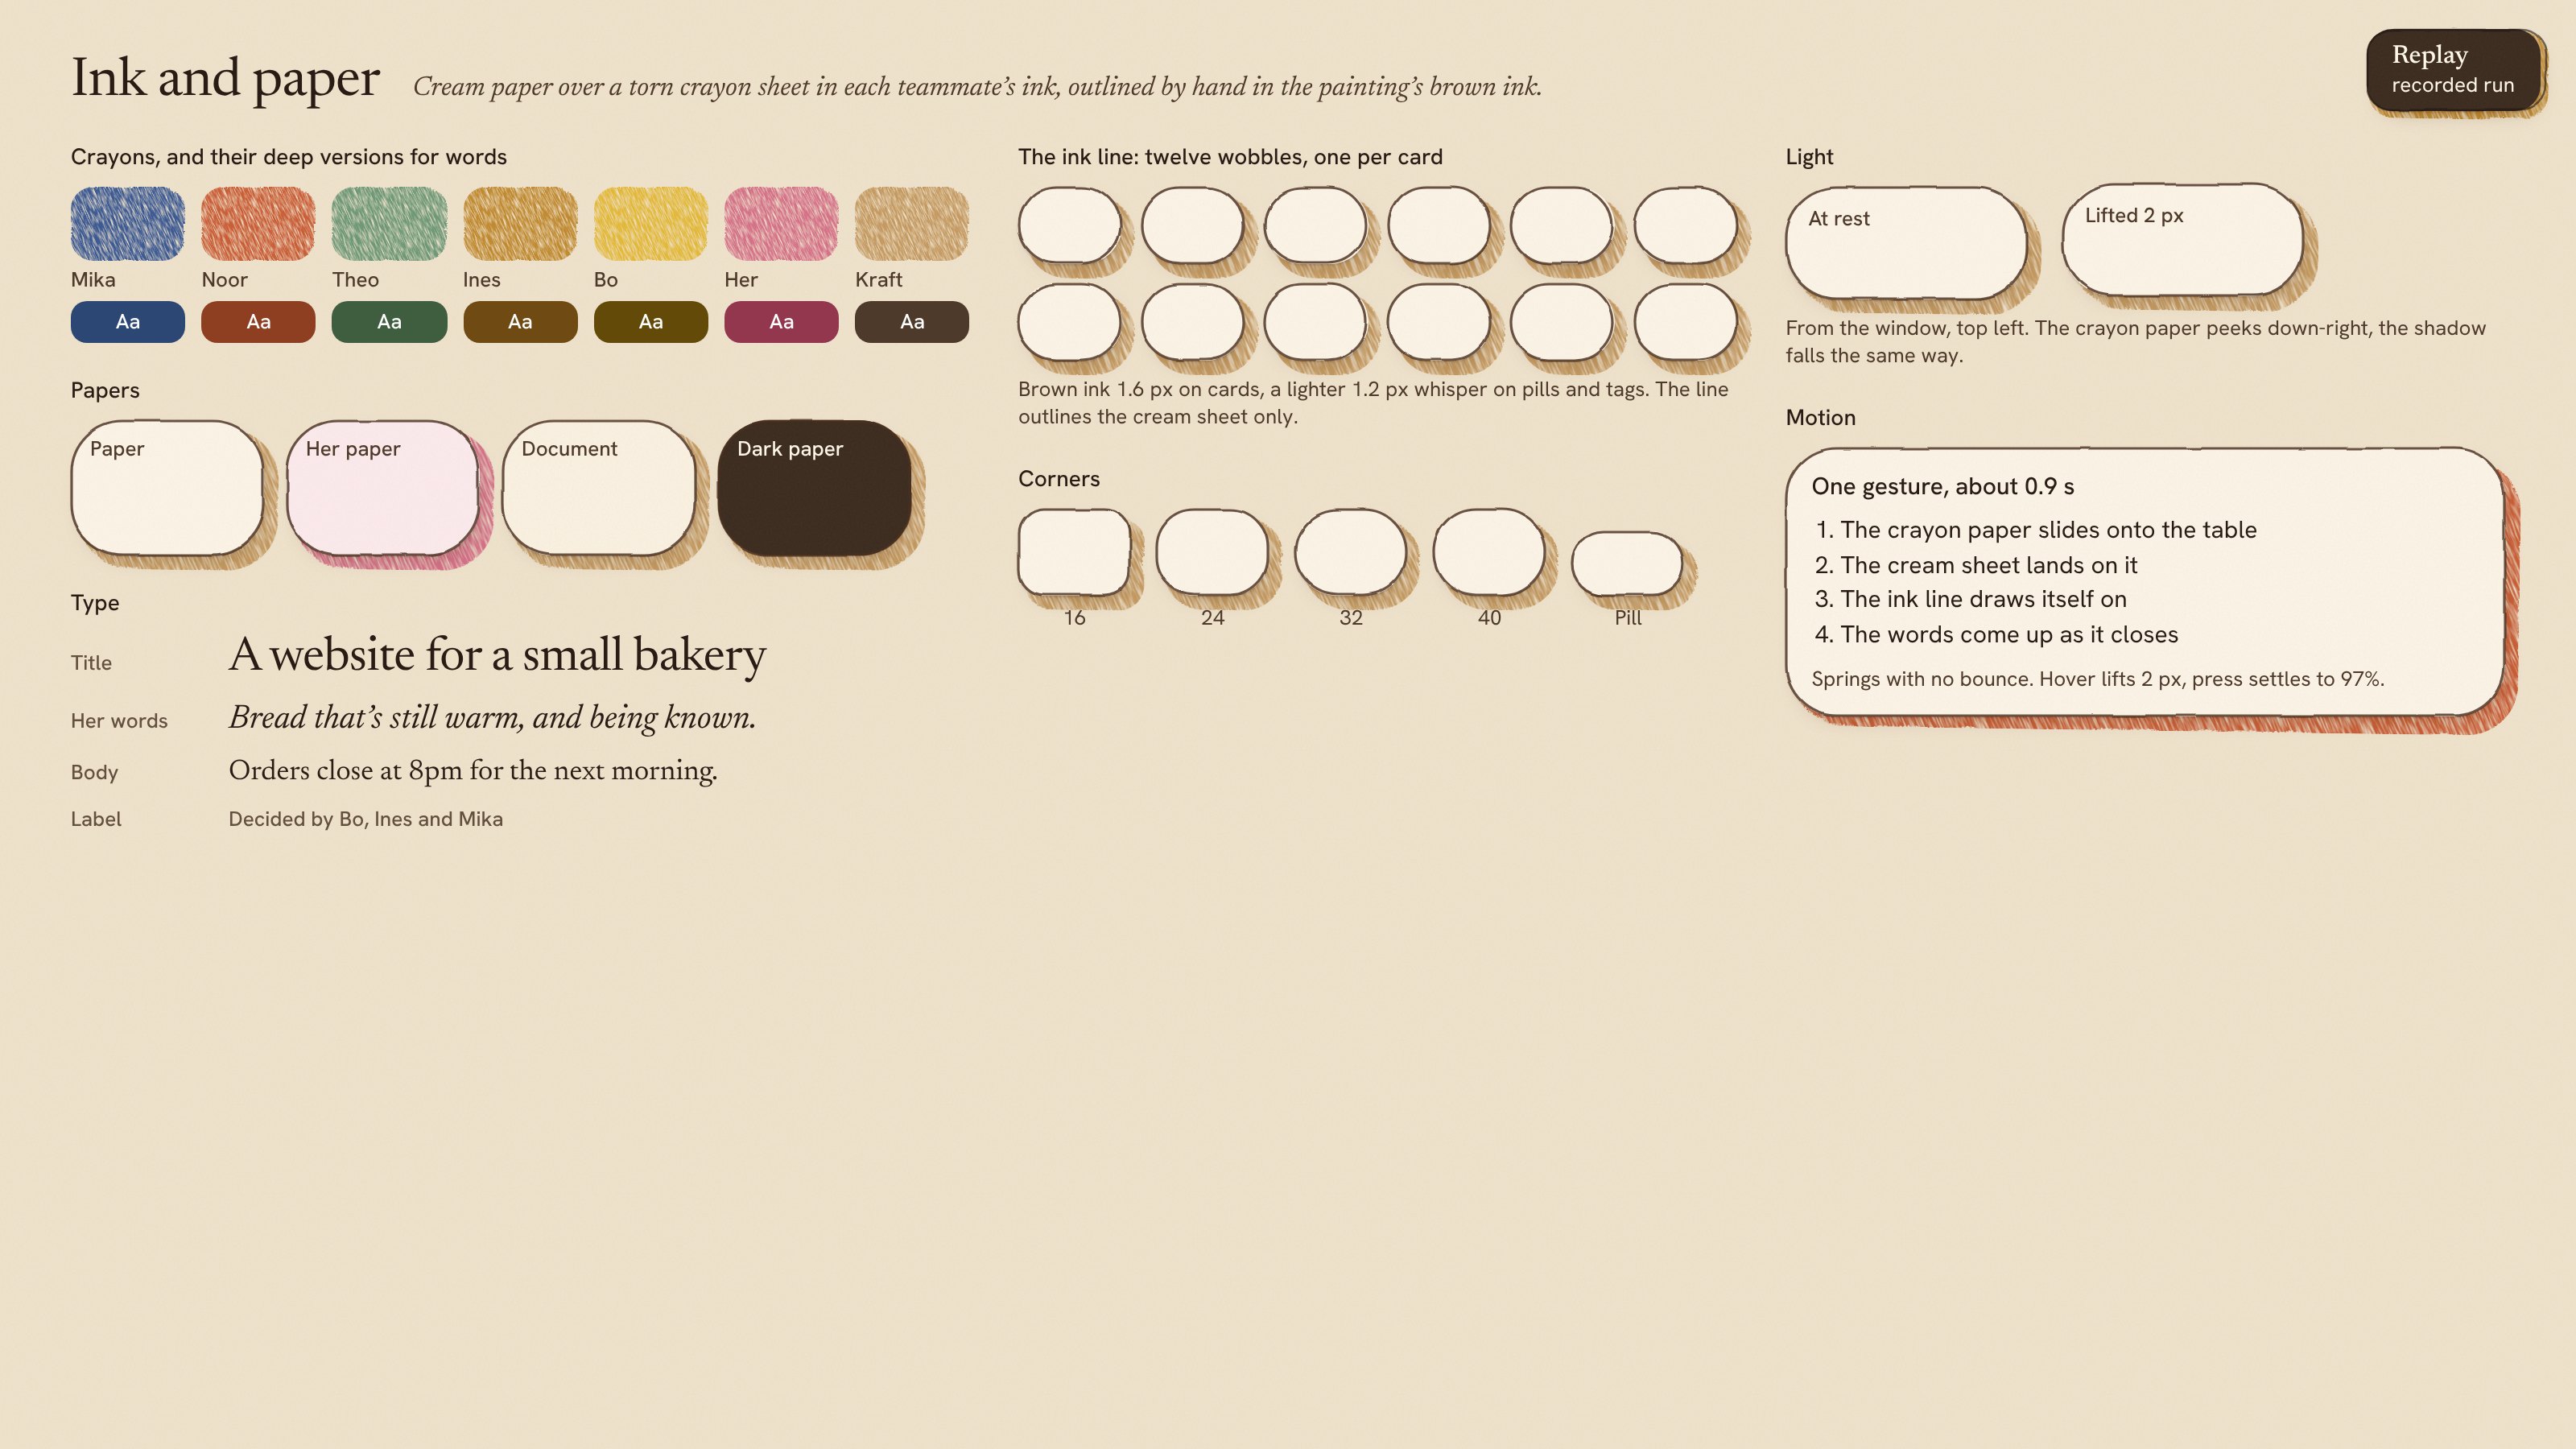 Ink and paper
Cream paper over a torn crayon sheet in each teammate’s ink, outlined by hand in the painting’s brown ink.
Replay
recorded run
Crayons, and their deep versions for words
Mika
Noor
Theo
Ines
Bo
Her
Kraft
Aa
Aa
Aa
Aa
Aa
Aa
Aa
Papers
Paper
Her paper
Document
Dark paper
Type
Title
A website for a small bakery
Her words
Bread that’s still warm, and being known.
Body
Orders close at 8pm for the next morning.
Label
Decided by Bo, Ines and Mika
The ink line: twelve wobbles, one per card
Brown ink 1.6 px on cards, a lighter 1.2 px whisper on pills and tags. The line
outlines the cream sheet only.
Corners
16
24
32
40
Pill
Light
At rest
Lifted 2 px
From the window, top left. The crayon paper peeks down-right, the shadow
falls the same way.
Motion
One gesture, about 0.9 s
1. The crayon paper slides onto the table
2. The cream sheet lands on it
3. The ink line draws itself on
4. The words come up as it closes
Springs with no bounce. Hover lifts 2 px, press settles to 97%.